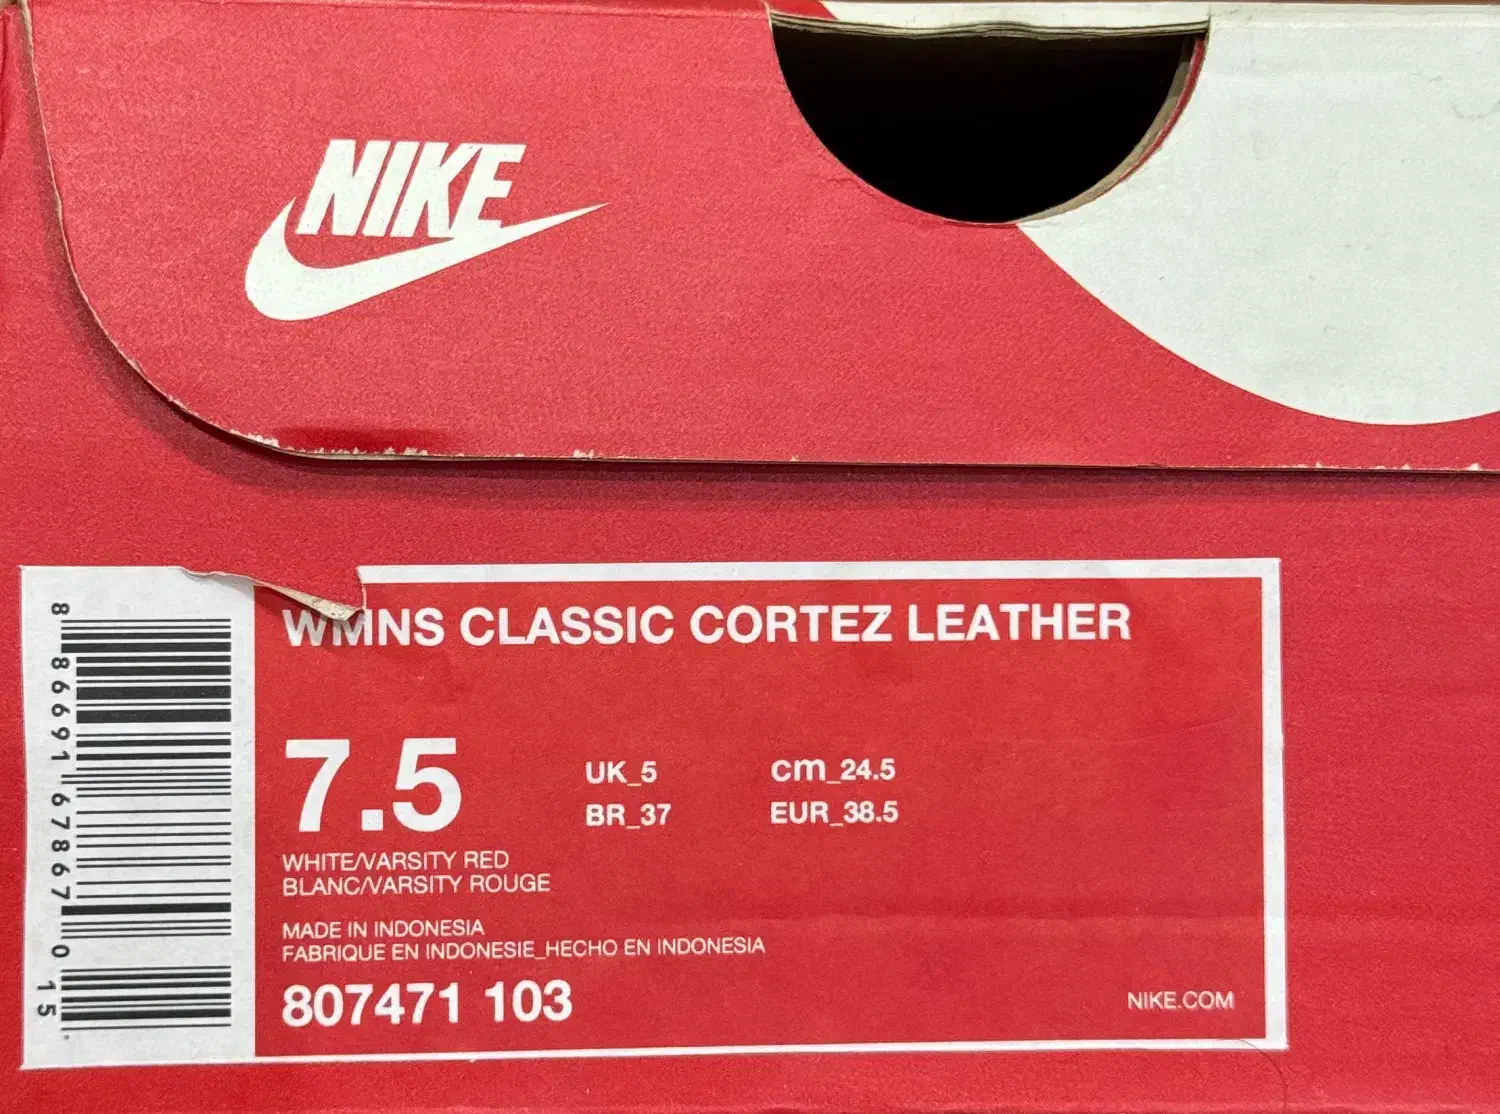 NIKE
WMNS CLASSIC CORTEZ LEATHER
7.5
UK_5 cm_24.5
BR_37 EUR_38.5
WHITE/VARSITY RED
BLANC/VARSITY ROUGE
MADE IN INDONESIA
FABRIQUE EN INDONESIE_HECHO EN INDONESIA
807471 103
NIKE.COM
8 86691 67867 0 15